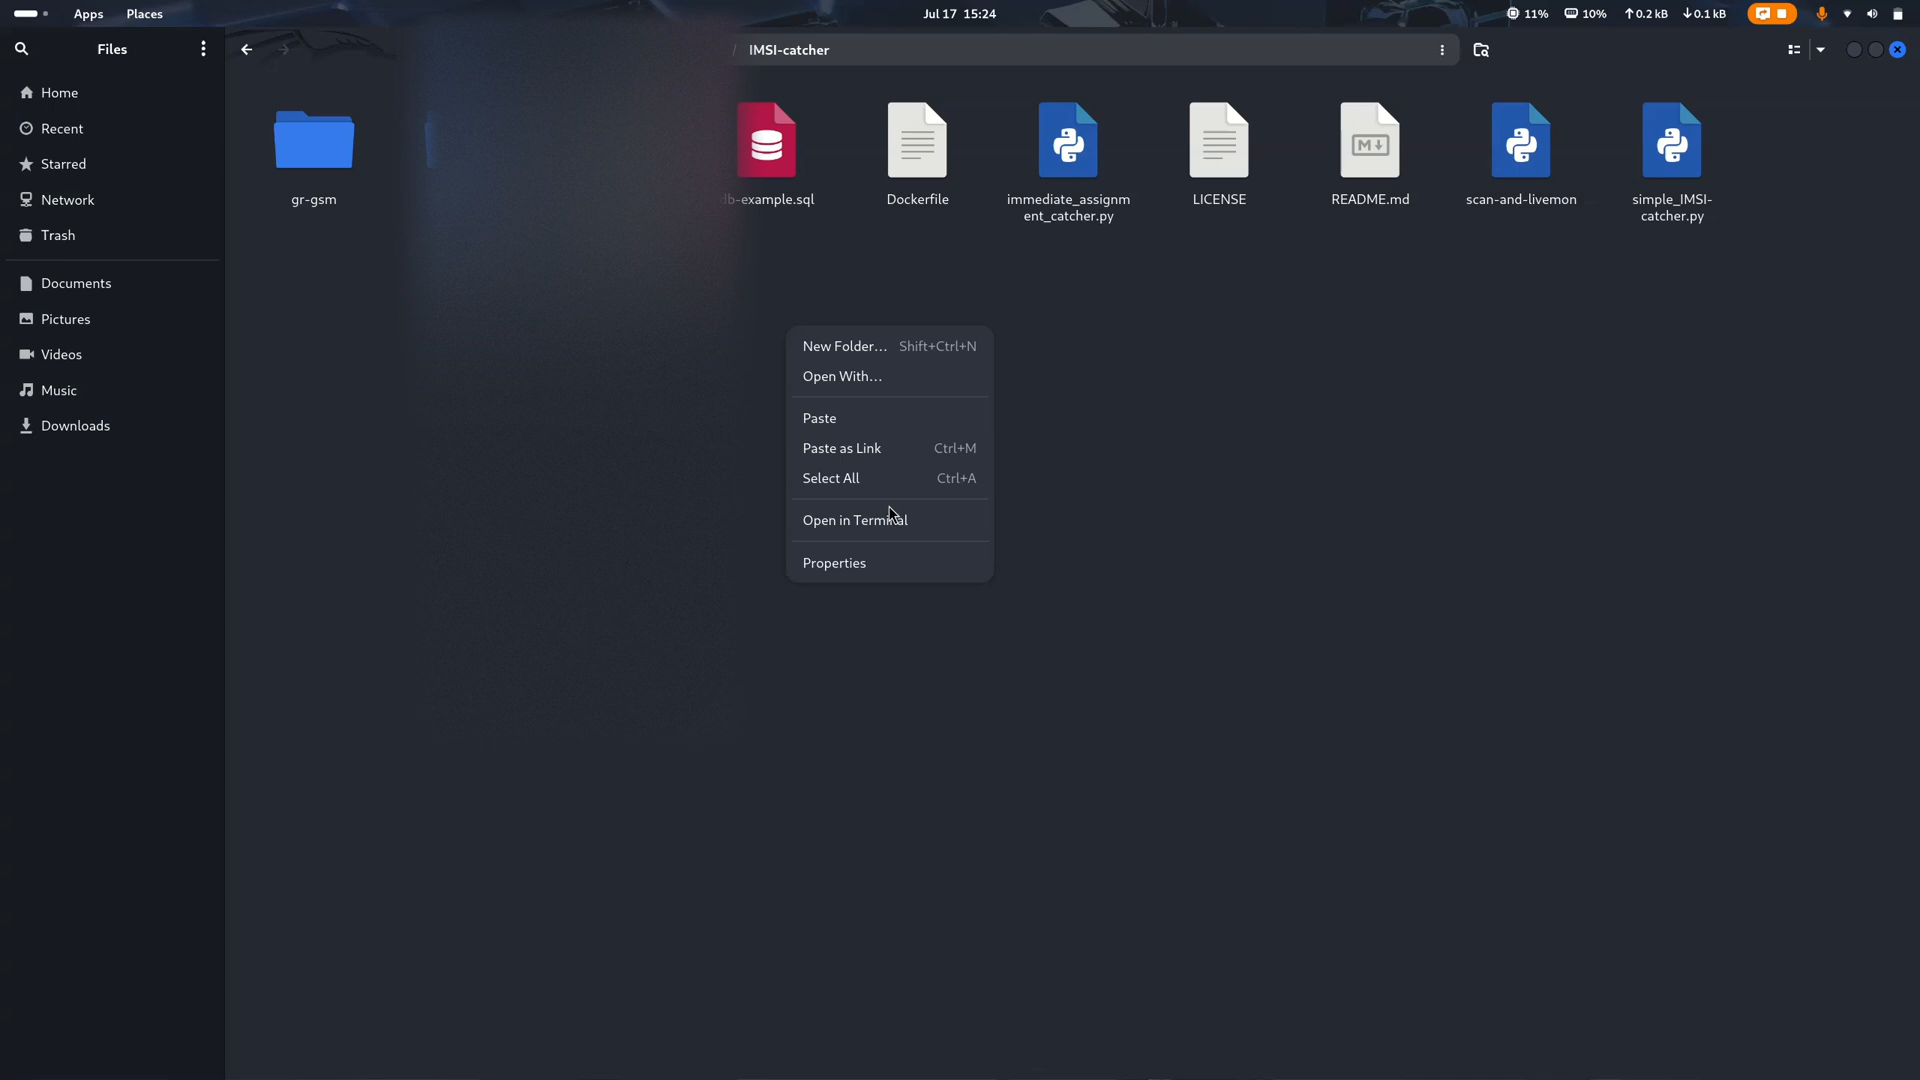 Apps Places Jul 17 15:24 11% 10% 0.2 kB 0.1 kB
Files / IMSI-catcher
Home
Recent
Starred
Network
Trash
Documents
Pictures
Videos
Music
Downloads
gr-gsm
db-example.sql
Dockerfile
immediate_assignm
ent_catcher.py
LICENSE
README.md
scan-and-livemon
simple_IMSI-
catcher.py
New Folder... Shift+Ctrl+N
Open With...
Paste
Paste as Link Ctrl+M
Select All Ctrl+A
Open in Terminal
Properties